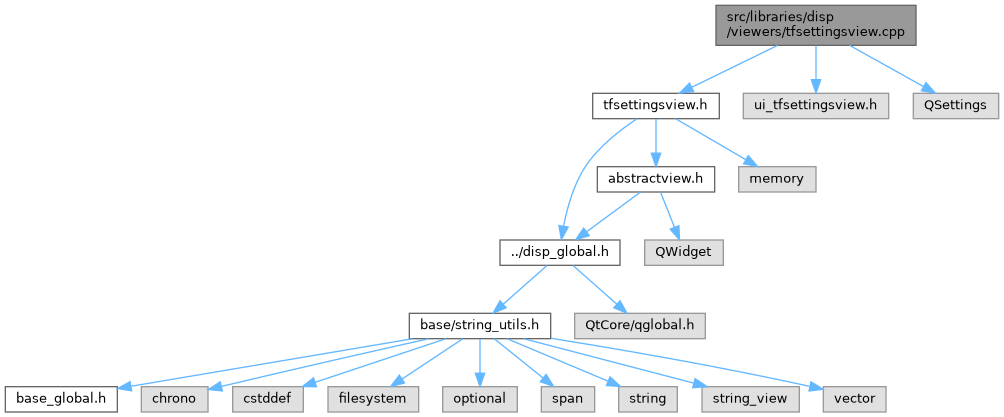 src/libraries/disp
/viewers/tfsettingsview.cpp
tfsettingsview.h
ui_tfsettingsview.h
QSettings
abstractview.h
memory
../disp_global.h
QWidget
base/string_utils.h
QtCore/qglobal.h
base_global.h
chrono
cstddef
filesystem
optional
span
string
string_view
vector